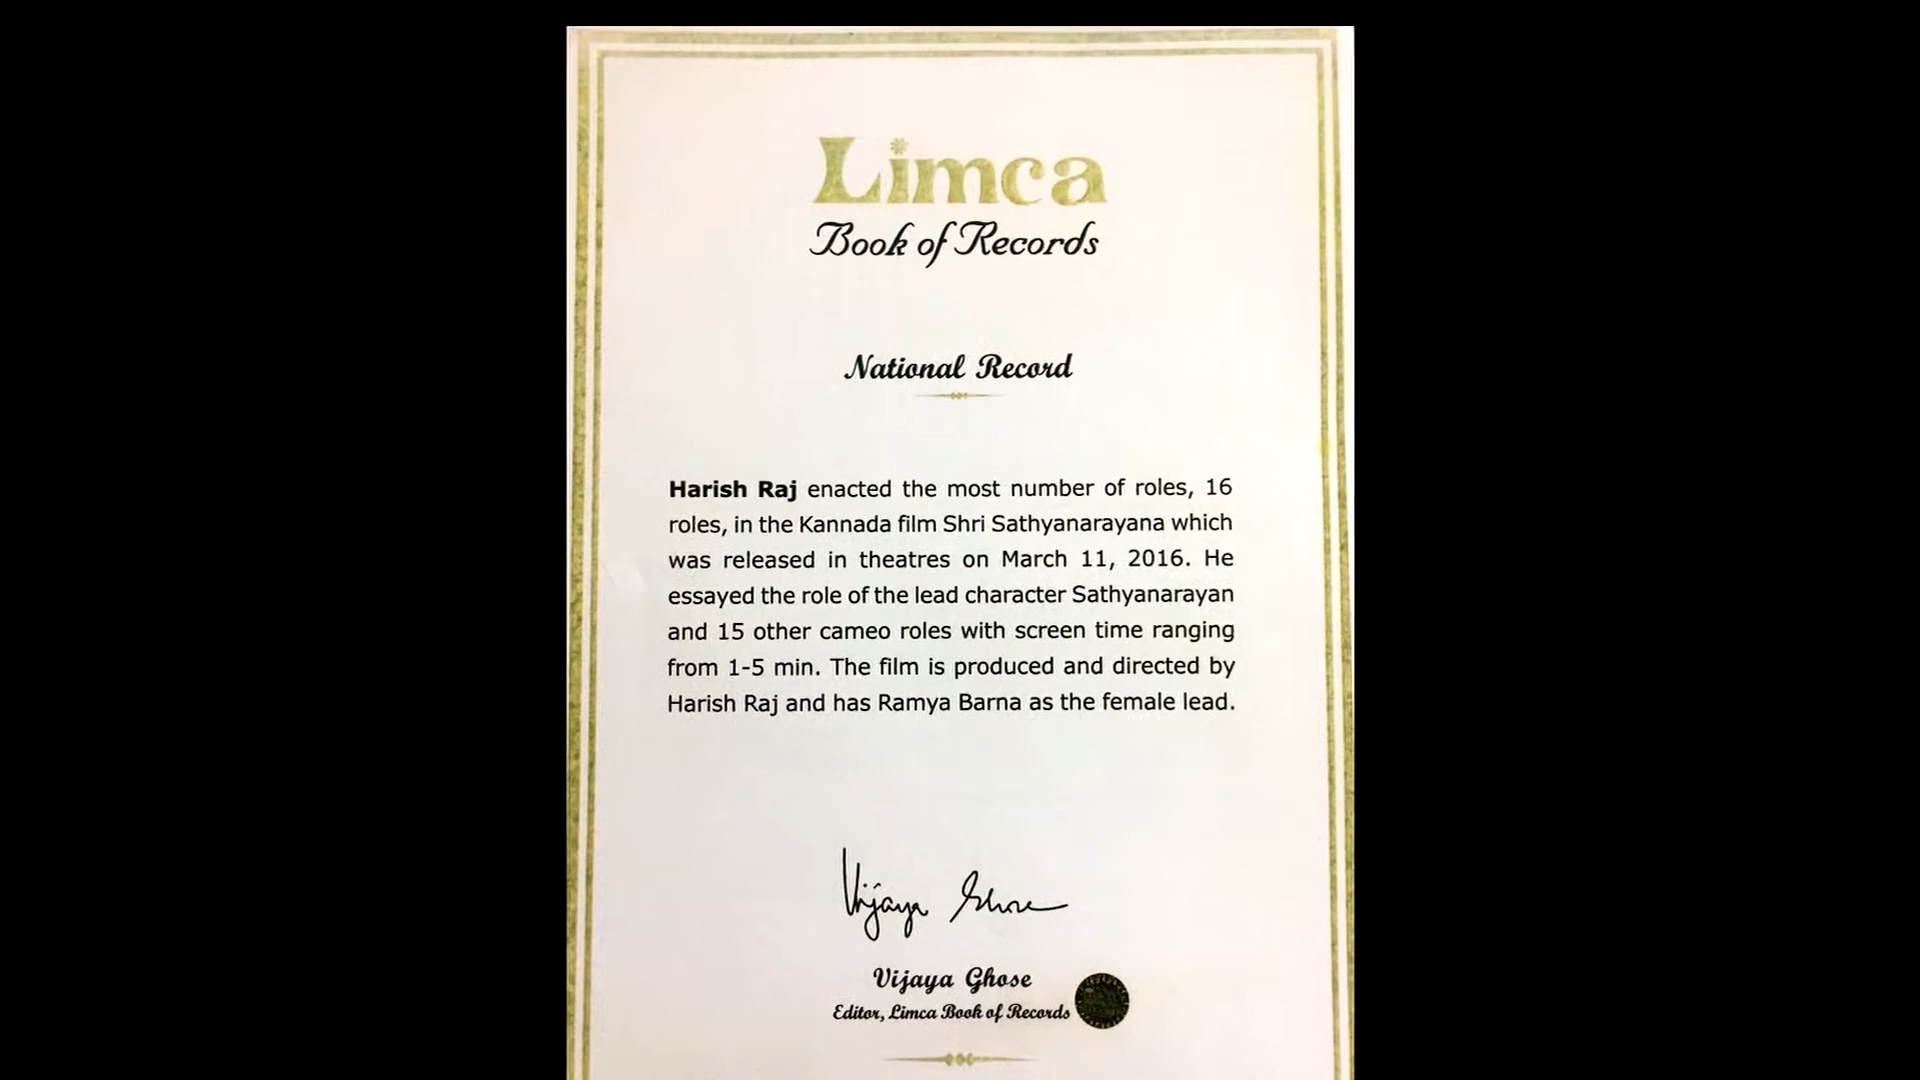 Limca
Book of Records
National Record
Harish Raj enacted the most number of roles, 16
roles, in the Kannada film Shri Sathyanarayana which
was released in theatres on March 11, 2016. He
essayed the role of the lead character Sathyanarayan
and 15 other cameo roles with screen time ranging
from 1-5 min. The film is produced and directed by
Harish Raj and has Ramya Barna as the female lead.
Vijaya Ghose
Vijaya Ghose
Editor, Limca Book of Records